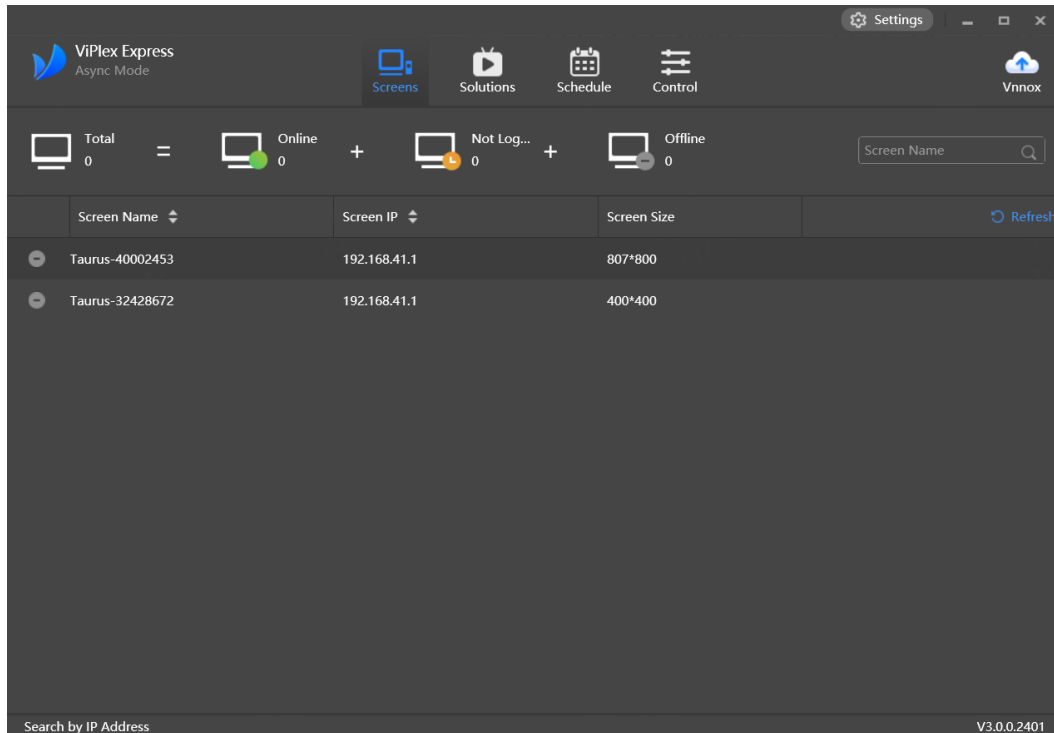 Settings
ViPlex Express
Async Mode
Screens
Solutions
Schedule
Control
Vnnox
Total
0
=
Online
0
+
Not Log...
0
+
Offline
0
Screen Name
Screen Name
Screen IP
Screen Size
Refresh
Taurus-40002453 192.168.41.1 807*800
Taurus-32428672 192.168.41.1 400*400
Search by IP Address
V3.0.0.2401